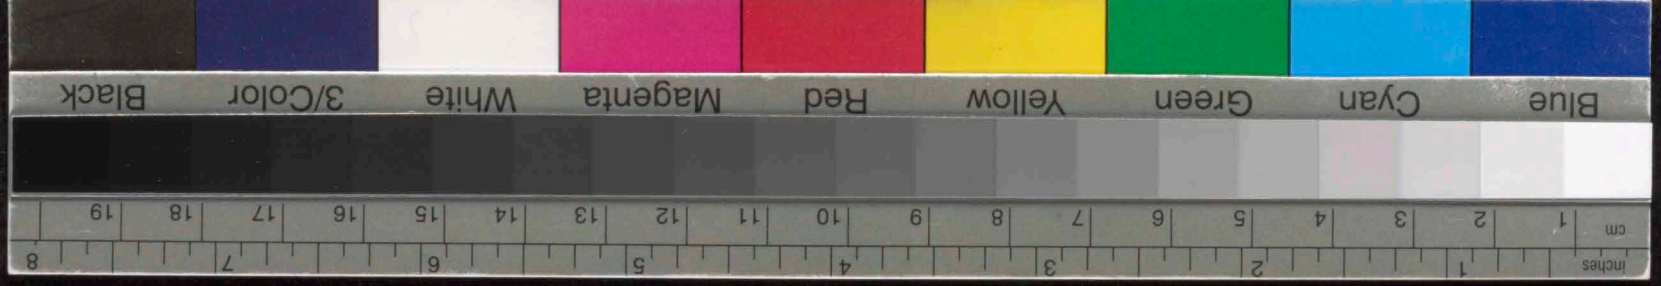 inches 1 2 3 4 5 6 7 8
cm 1 2 3 4 5 6 7 8 9 10 11 12 13 14 15 16 17 18 19
Blue Cyan Green Yellow Red Magenta White 3/Color Black